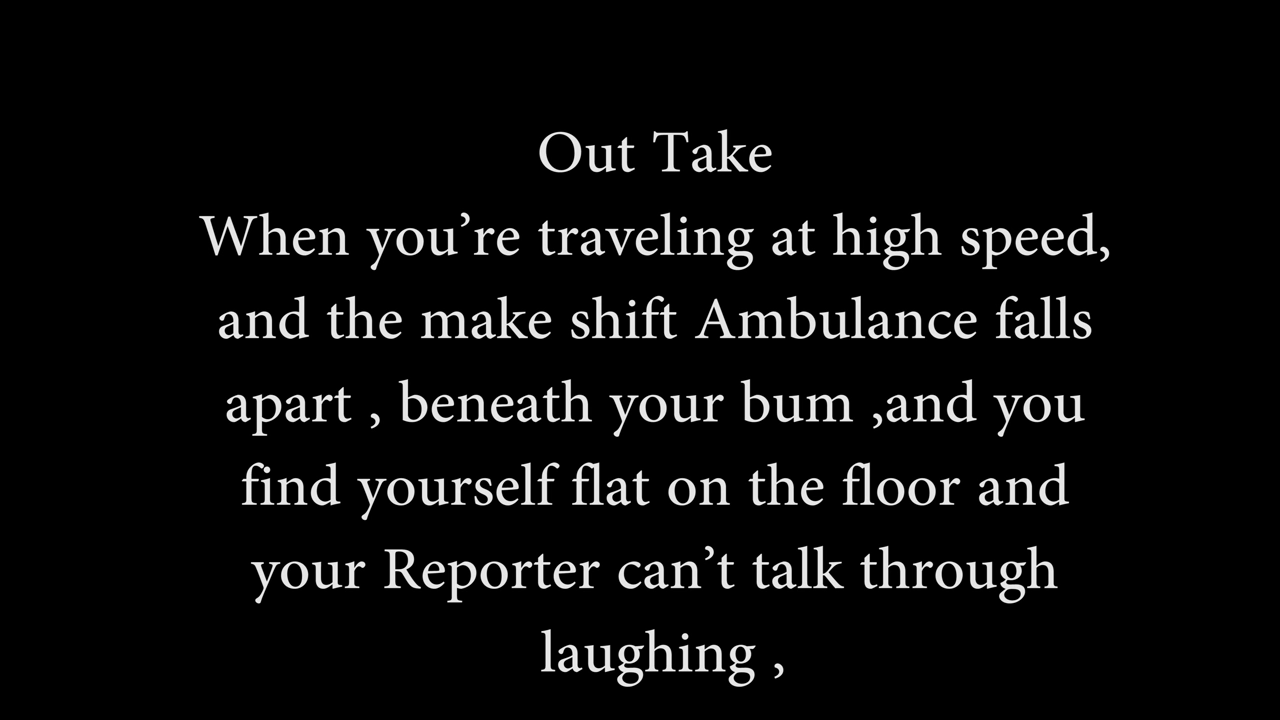 Out Take
When you’re traveling at high speed,
and the make shift Ambulance falls
apart , beneath your bum ,and you
find yourself flat on the floor and
your Reporter can’t talk through
laughing ,